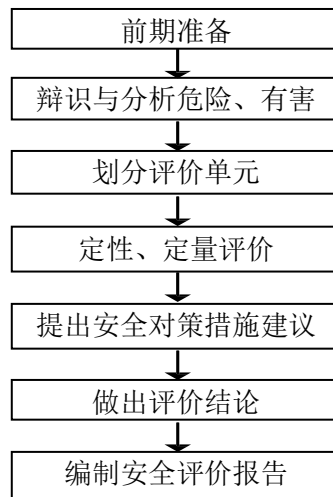 前期准备
辩识与分析危险、有害
划分评价单元
定性、定量评价
提出安全对策措施建议
做出评价结论
编制安全评价报告